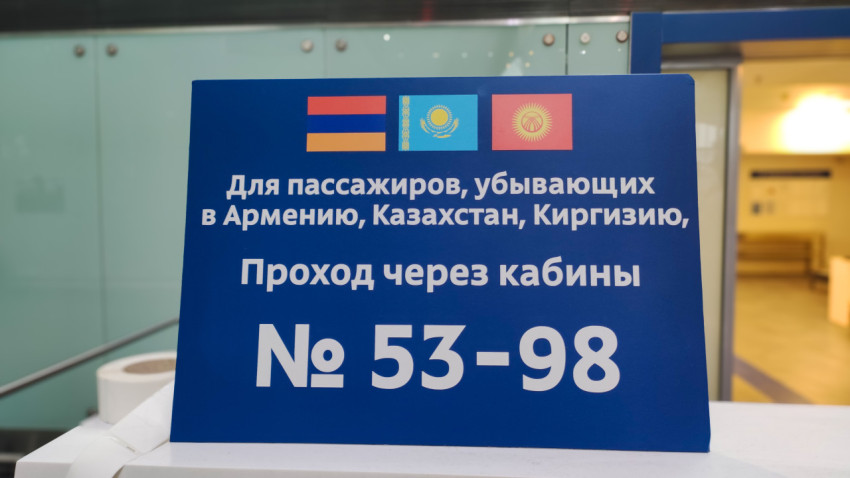 Для пассажиров, убывающих
в Армению, Казахстан, Киргизию,
Проход через кабины
№ 53-98